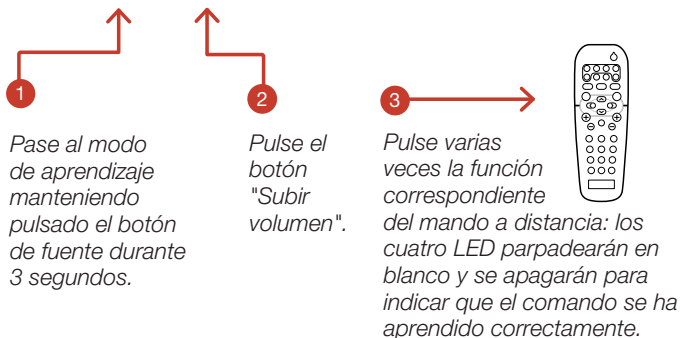 1
Pase al modo
de aprendizaje
manteniendo
pulsado el botón
de fuente durante
3 segundos.
2
Pulse el
botón
"Subir
volumen".
3
Pulse varias
veces la función
correspondiente
del mando a distancia: los
cuatro LED parpadearán en
blanco y se apagarán para
indicar que el comando se ha
aprendido correctamente.